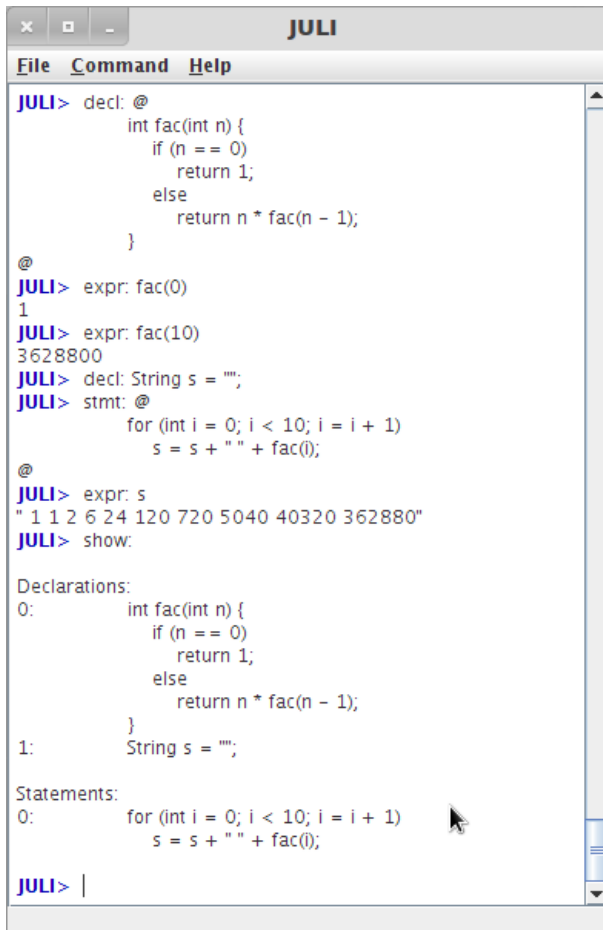 JULI
File Command Help
JULI> decl: @
int fac(int n) {
if (n == 0)
return 1;
else
return n * fac(n - 1);
}
@
JULI> expr: fac(0)
1
JULI> expr: fac(10)
3628800
JULI> decl: String s = "";
JULI> stmt: @
for (int i = 0; i < 10; i = i + 1)
s = s + " " + fac(i);
@
JULI> expr: s
" 1 1 2 6 24 120 720 5040 40320 362880"
JULI> show:
Declarations:
0: int fac(int n) {
if (n == 0)
return 1;
else
return n * fac(n - 1);
}
1: String s = "";
Statements:
0: for (int i = 0; i < 10; i = i + 1)
s = s + " " + fac(i);
JULI>